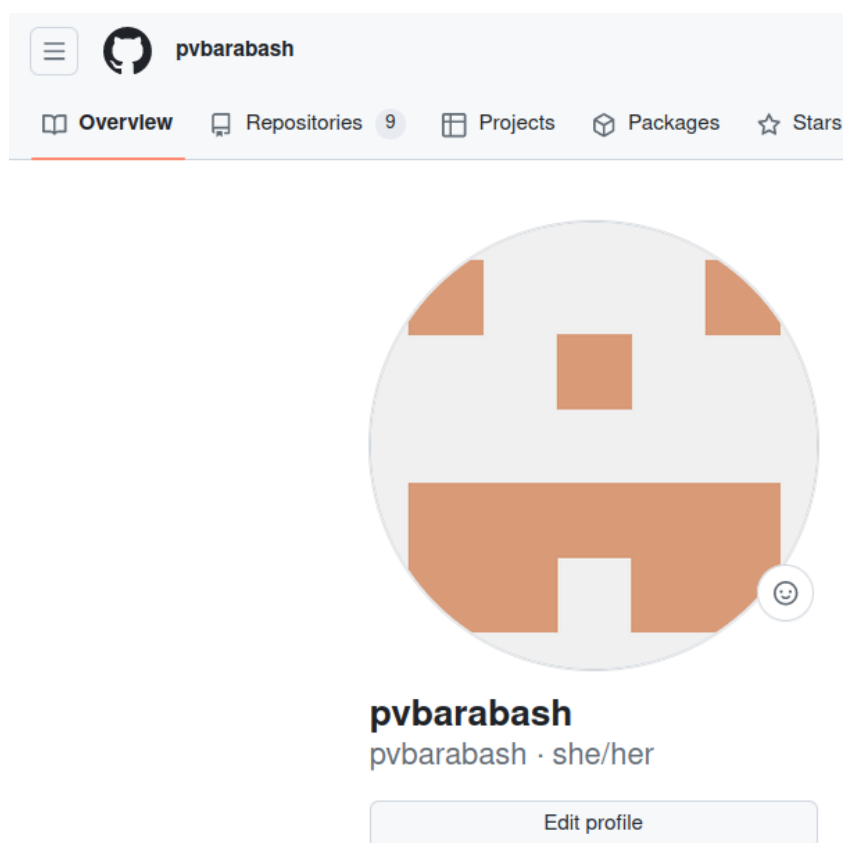 pvbarabash
Overview Repositories 9 Projects Packages Stars
pvbarabash
pvbarabash · she/her
Edit profile